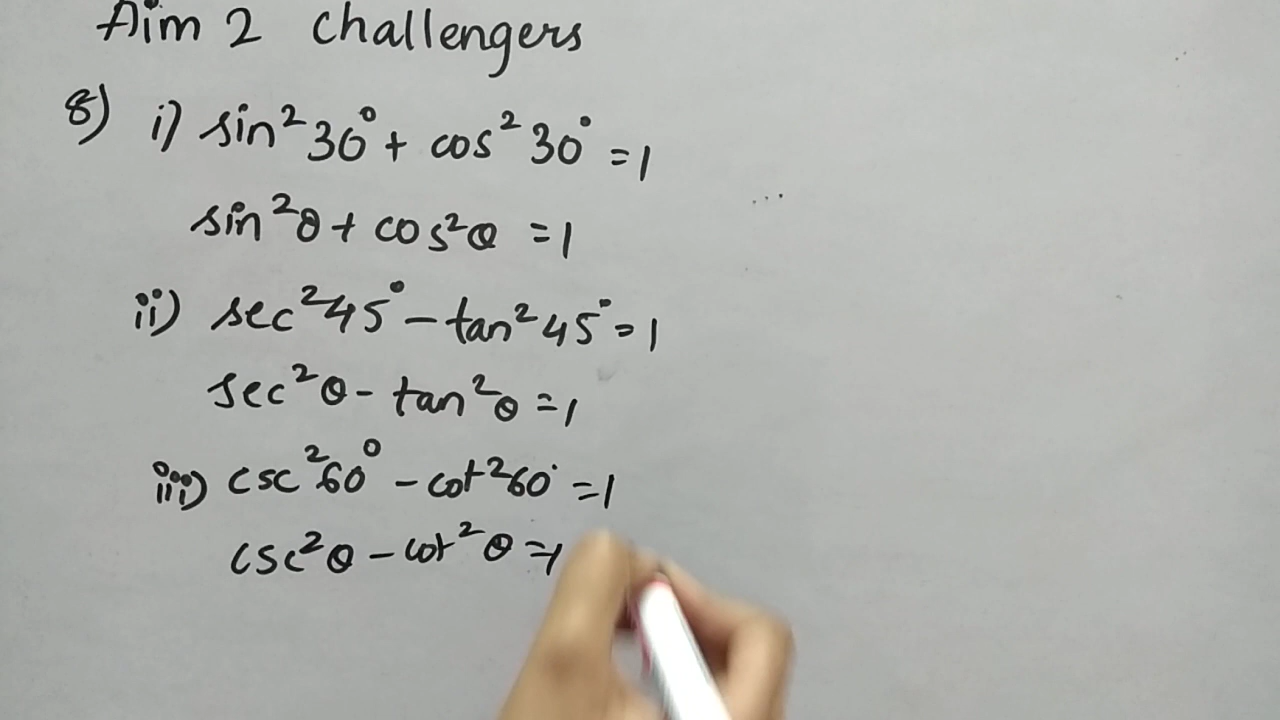 Aim 2 challengers
8) i) sin²30° + cos²30° = 1
sin²θ + cos²θ = 1
ii) sec²45° - tan²45° = 1
sec²θ - tan²θ = 1
iii) csc²60° - cot²60° = 1
csc²θ - cot²θ = 1